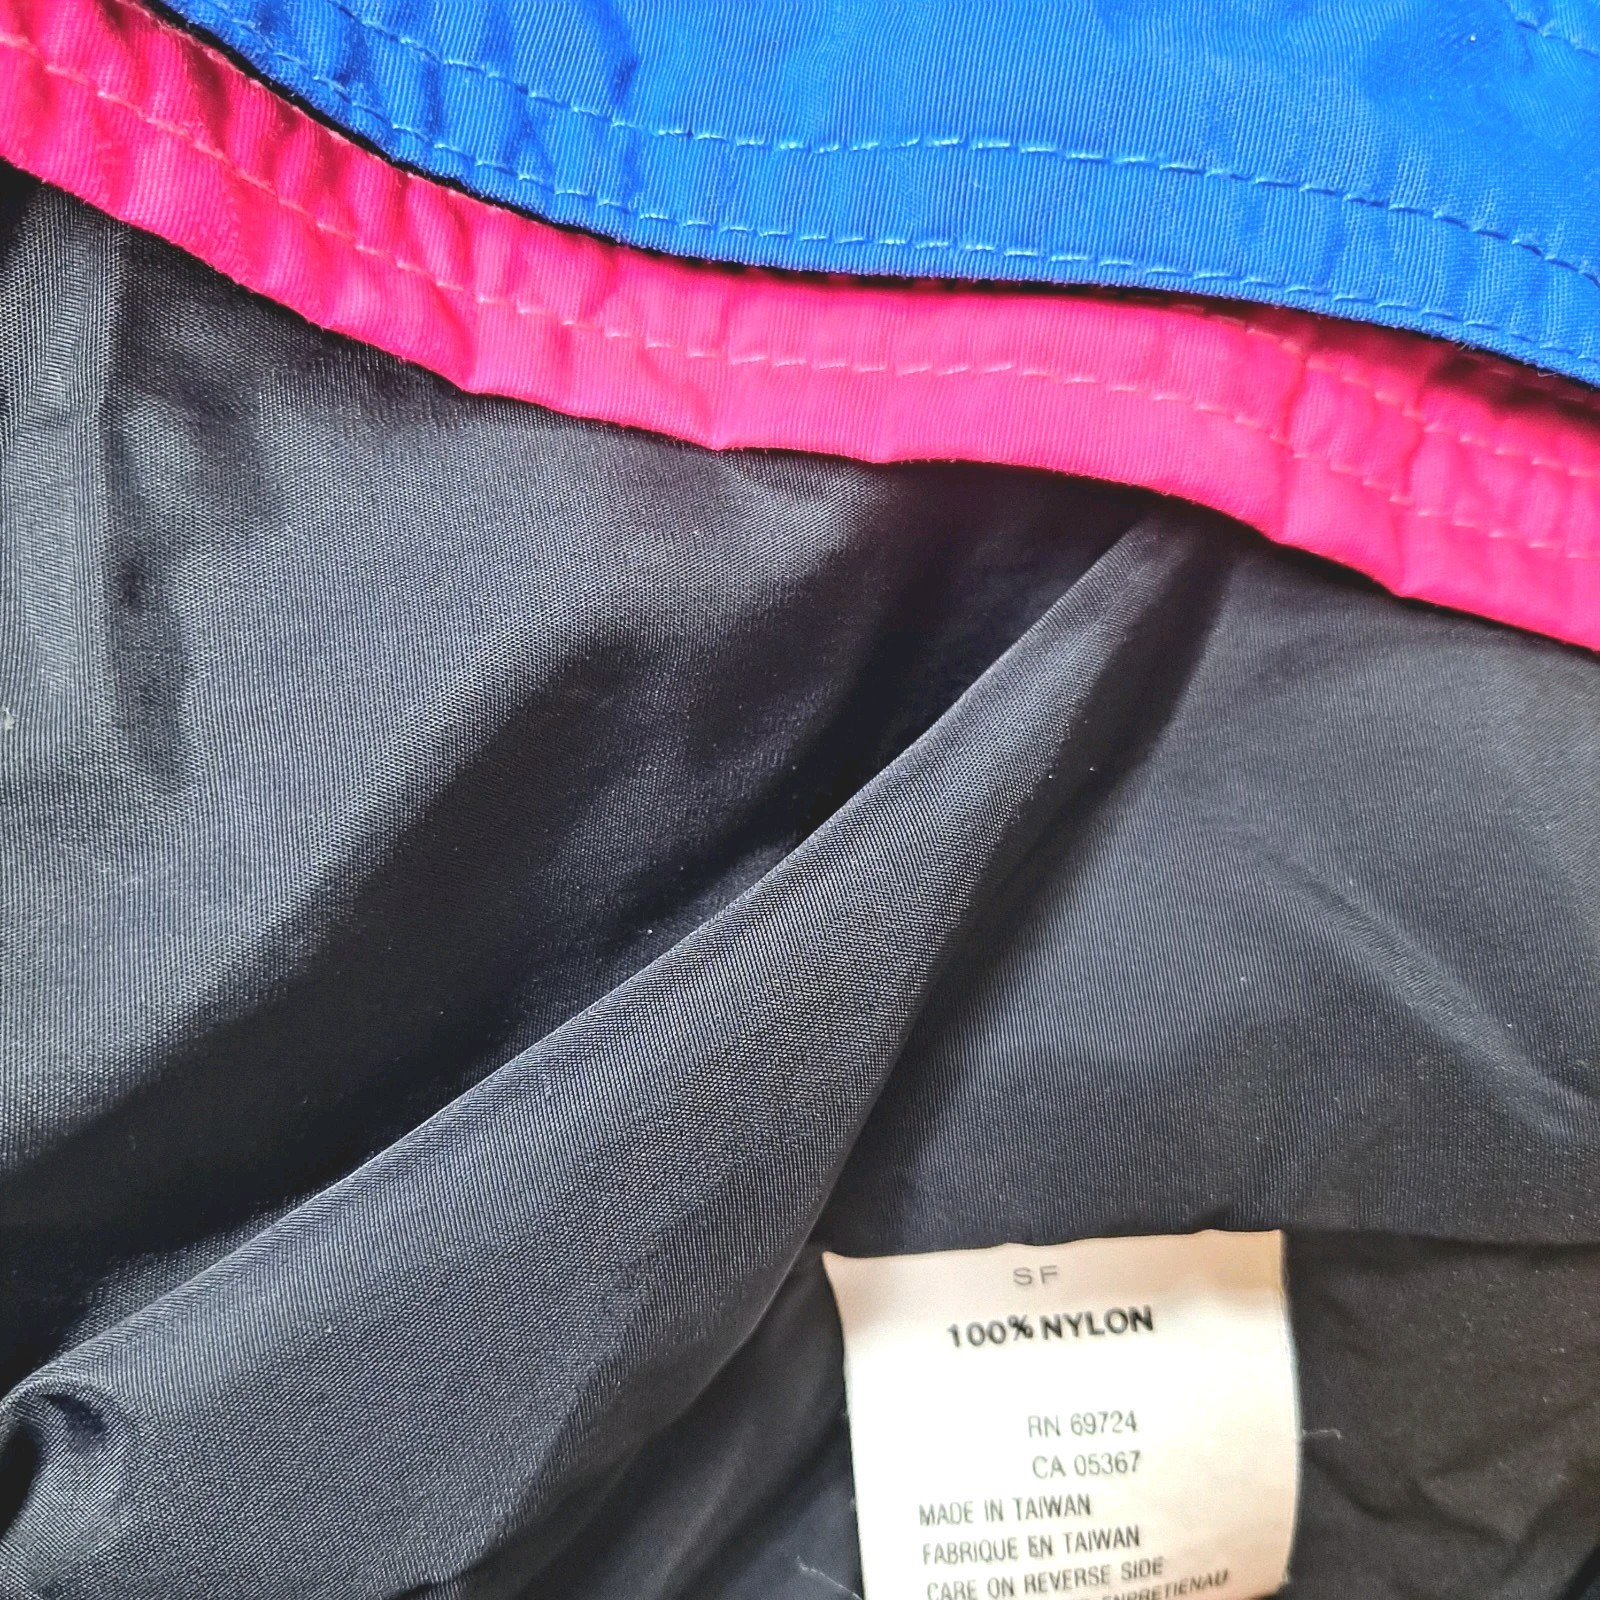 SF
100% NYLON
RN 69724
CA 05367
MADE IN TAIWAN
FABRIQUE EN TAIWAN
CARE ON REVERSE SIDE